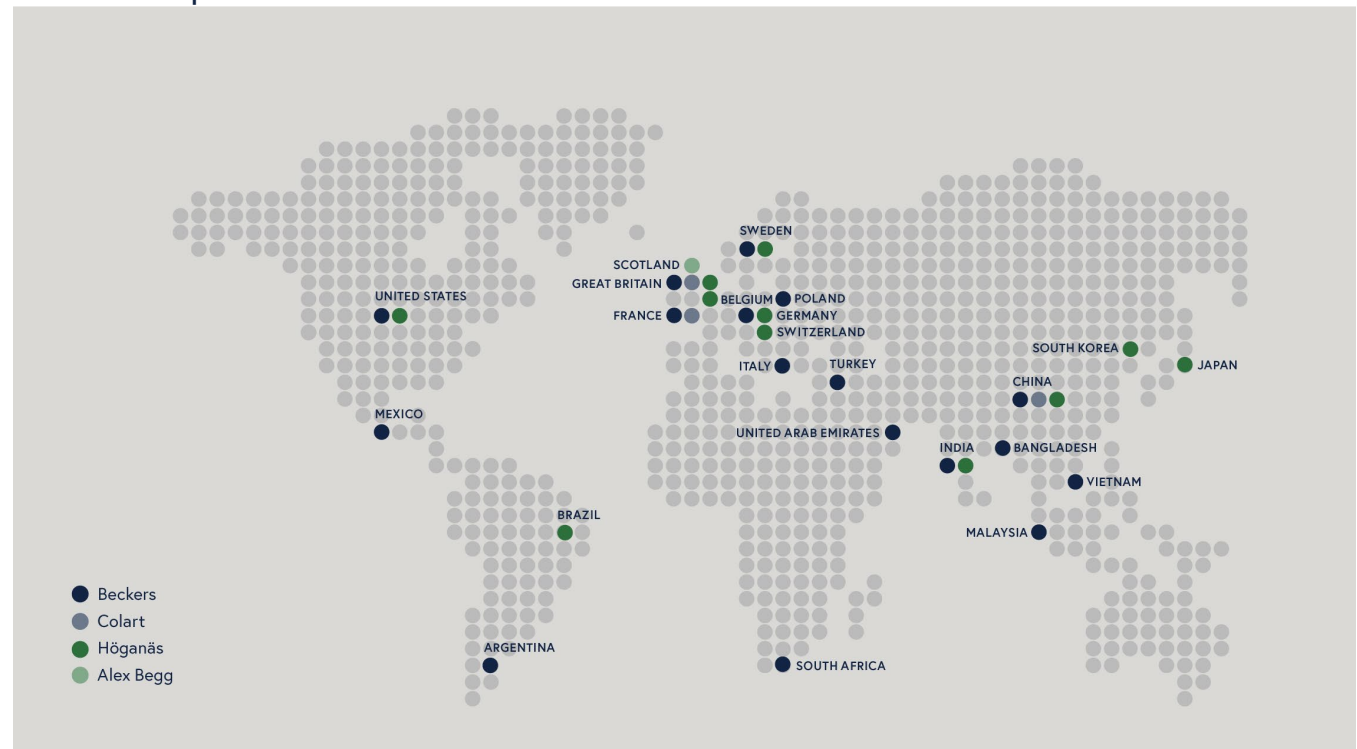 SWEDEN
SCOTLAND
GREAT BRITAIN
UNITED STATES
BELGIUM
POLAND
FRANCE
GERMANY
SWITZERLAND
SOUTH KOREA
ITALY
TURKEY
JAPAN
CHINA
MEXICO
UNITED ARAB EMIRATES
INDIA
BANGLADESH
VIETNAM
BRAZIL
MALAYSIA
Beckers
Colart
Höganäs
ARGENTINA
SOUTH AFRICA
Alex Begg